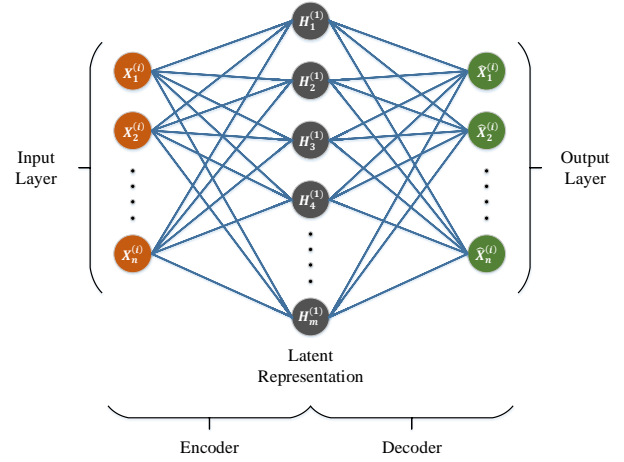 Input
Layer
X₁⁽ⁱ⁾
X₂⁽ⁱ⁾
Xₙ⁽ⁱ⁾
H₁⁽¹⁾
H₂⁽¹⁾
H₃⁽¹⁾
H₄⁽¹⁾
Hₘ⁽¹⁾
X̂₁⁽ⁱ⁾
X̂₂⁽ⁱ⁾
X̂ₙ⁽ⁱ⁾
Output
Layer
Latent
Representation
Encoder
Decoder